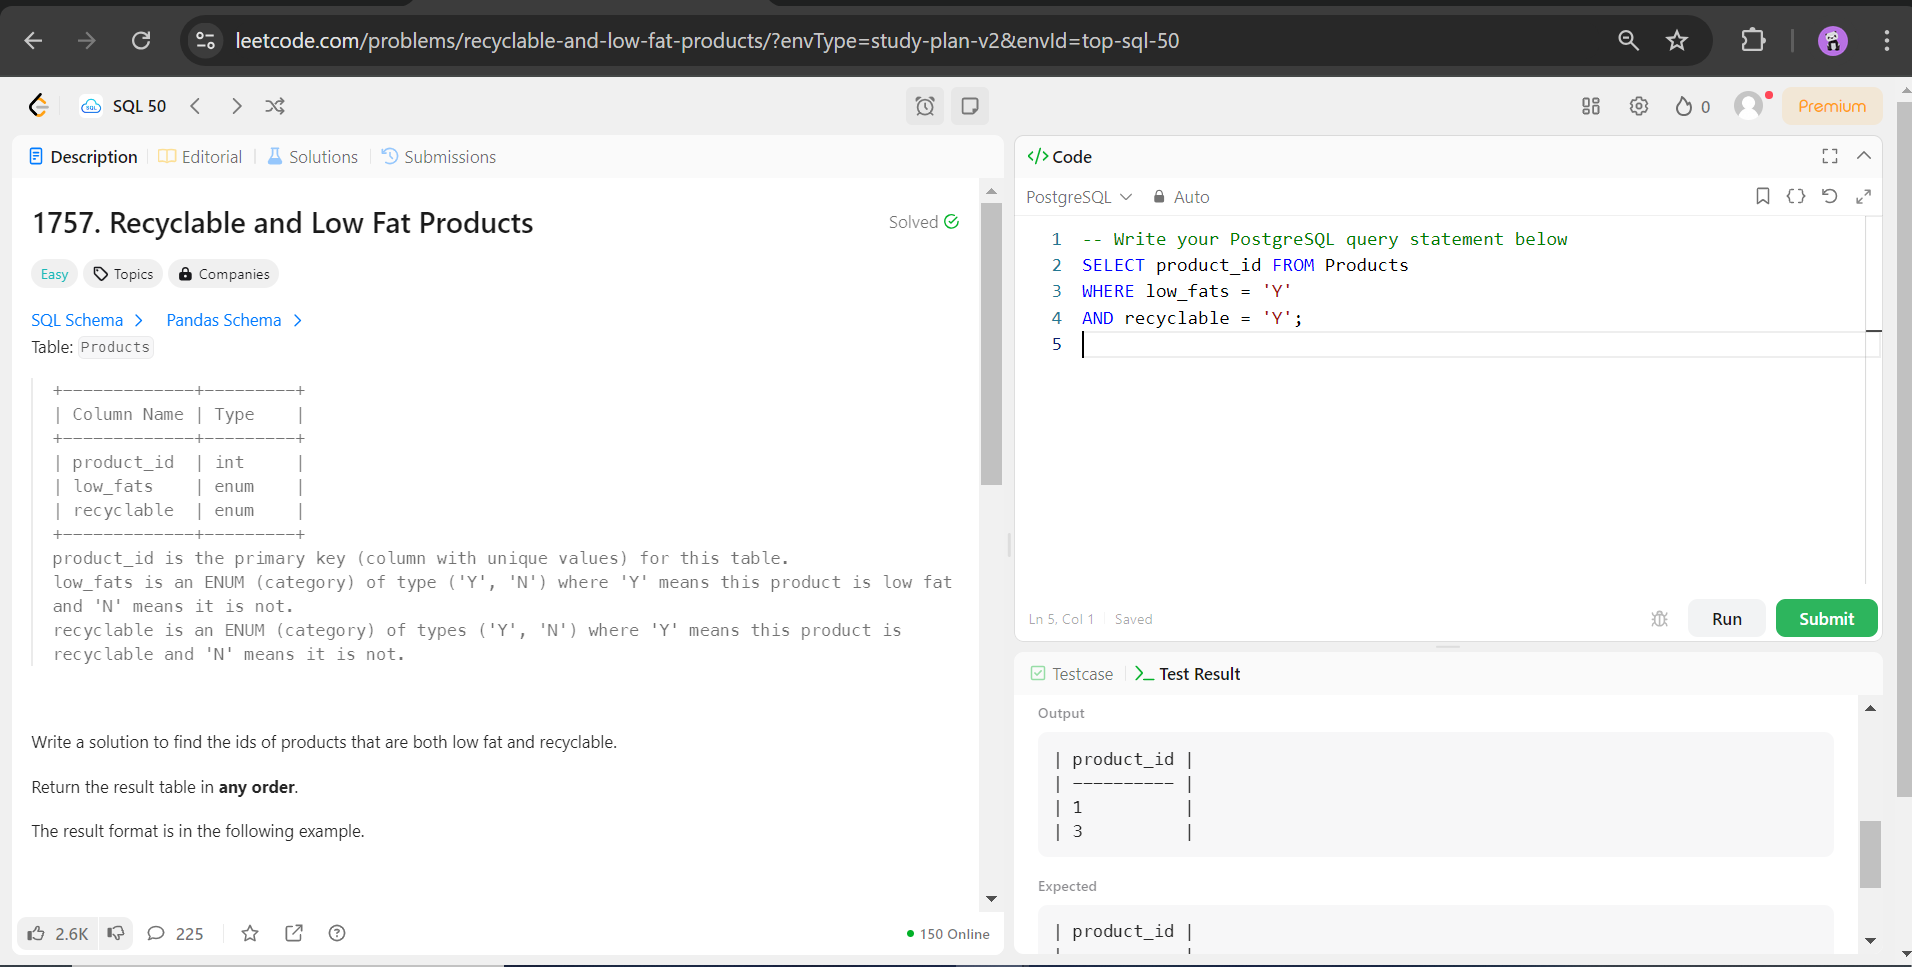 leetcode.com/problems/recyclable-and-low-fat-products/?envType=study-plan-v2&envId=top-sql-50
SQL 50
0
Premium
Description
Editorial
Solutions
Submissions
1757. Recyclable and Low Fat Products
Solved
Easy
Topics
Companies
SQL Schema
Pandas Schema
Table: Products
+-------------+---------+
| Column Name | Type    |
+-------------+---------+
| product_id  | int     |
| low_fats    | enum    |
| recyclable  | enum    |
+-------------+---------+
product_id is the primary key (column with unique values) for this table.
low_fats is an ENUM (category) of type ('Y', 'N') where 'Y' means this product is low fat
and 'N' means it is not.
recyclable is an ENUM (category) of types ('Y', 'N') where 'Y' means this product is
recyclable and 'N' means it is not.
Write a solution to find the ids of products that are both low fat and recyclable.
Return the result table in any order.
The result format is in the following example.
2.6K
225
150 Online
</> Code
PostgreSQL
Auto
1 -- Write your PostgreSQL query statement below
2 SELECT product_id FROM Products
3 WHERE low_fats = 'Y'
4 AND recyclable = 'Y';
5
Ln 5, Col 1
Saved
Run
Submit
Testcase
Test Result
Output
| product_id |
| ---------- |
| 1          |
| 3          |
Expected
| product_id |